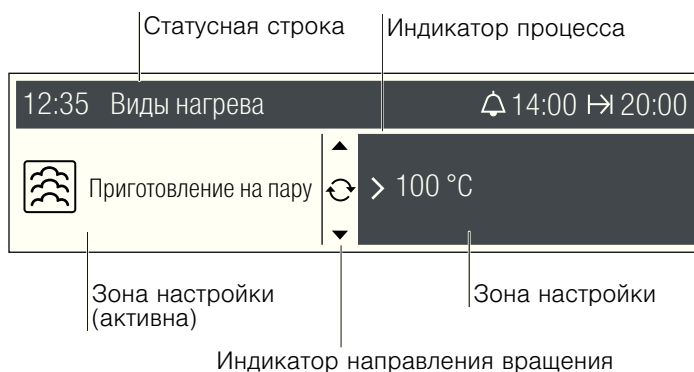 Статусная строка
Индикатор процесса
12:35 Виды нагрева 14:00 20:00
Приготовление на пару > 100 °C
Зона настройки
(активна)
Зона настройки
Индикатор направления вращения